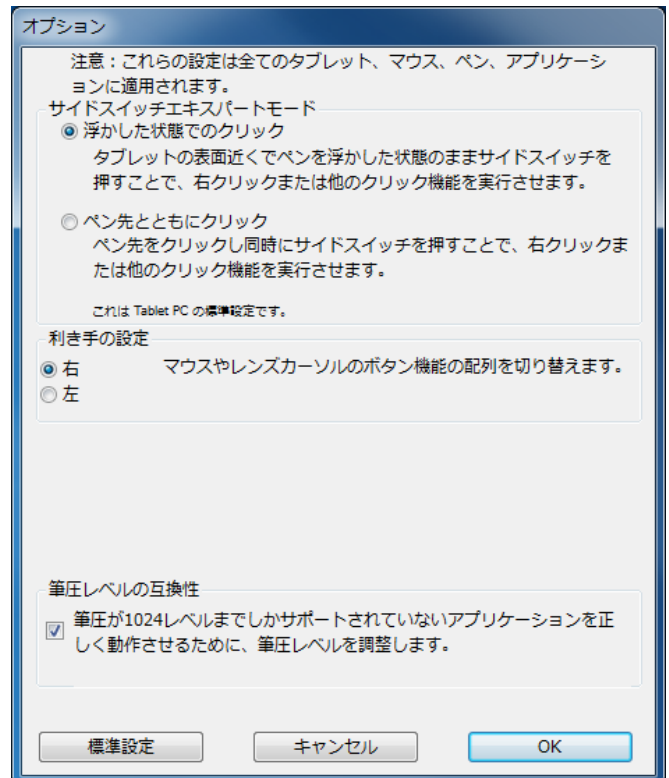 オプション
注意：これらの設定は全てのタブレット、マウス、ペン、アプリケーシ
ョンに適用されます。
サイドスイッチエキスパートモード
浮かした状態でのクリック
タブレットの表面近くでペンを浮かした状態のままサイドスイッチを
押すことで、右クリックまたは他のクリック機能を実行させます。
ペン先とともにクリック
ペン先をクリックし同時にサイドスイッチを押すことで、右クリックま
たは他のクリック機能を実行させます。
これは Tablet PC の標準設定です。
利き手の設定
右 マウスやレンズカーソルのボタン機能の配列を切り替えます。
左
筆圧レベルの互換性
筆圧が1024レベルまでしかサポートされていないアプリケーションを正
しく動作させるために、筆圧レベルを調整します。
標準設定 キャンセル OK